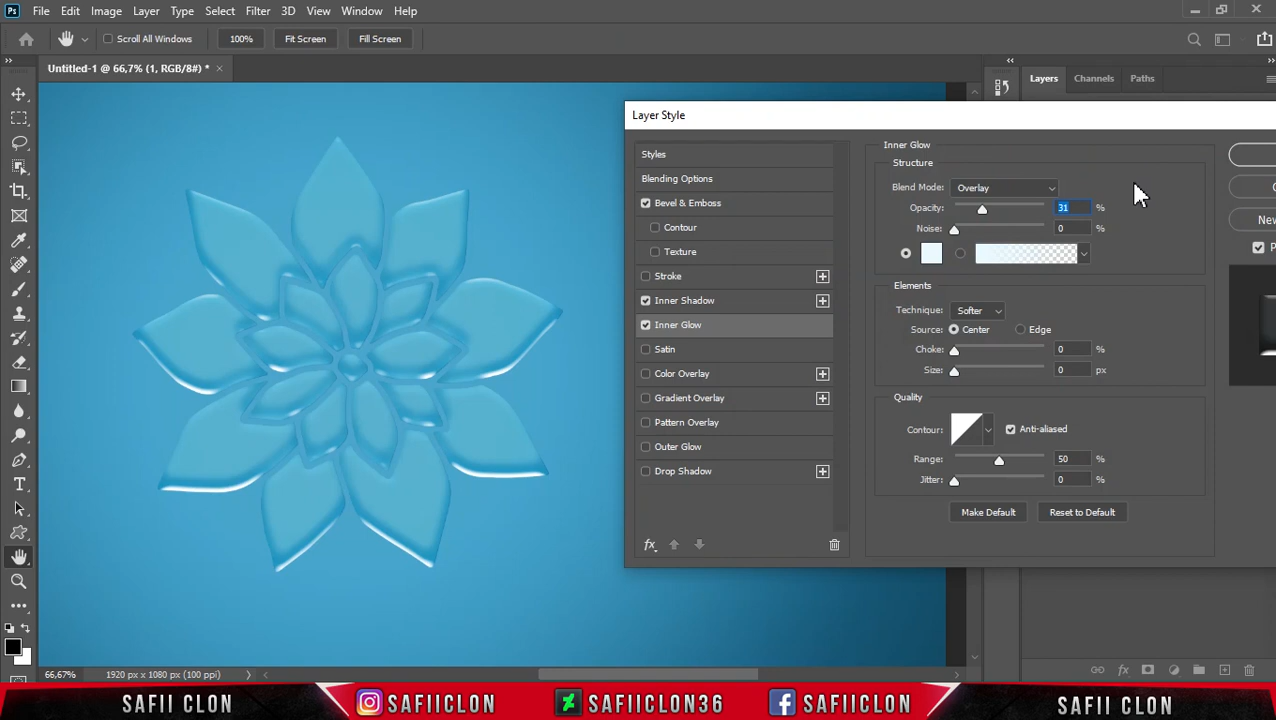 Ps File Edit Image Layer Type Select Filter 3D View Window Help
Scroll All Windows 100% Fit Screen Fill Screen
Untitled-1 @ 66,7% (1, RGB/8#) * ×
Layers Channels Paths
Layer Style
Styles
Blending Options
Bevel & Emboss
Contour
Texture
Stroke
Inner Shadow
Inner Glow
Satin
Color Overlay
Gradient Overlay
Pattern Overlay
Outer Glow
Drop Shadow
fx
Inner Glow
Structure
Blend Mode: Overlay
Opacity: 31 %
Noise: 0 %
Elements
Technique: Softer
Source: Center Edge
Choke: 0 %
Size: 0 px
Quality
Contour: Anti-aliased
Range: 50 %
Jitter: 0 %
Make Default Reset to Default
New
P
66,67% 1920 px x 1080 px (100 ppi)
fx
SAFII CLON SAFIICLON SAFIICLON36 SAFIICLON SAFII CLON